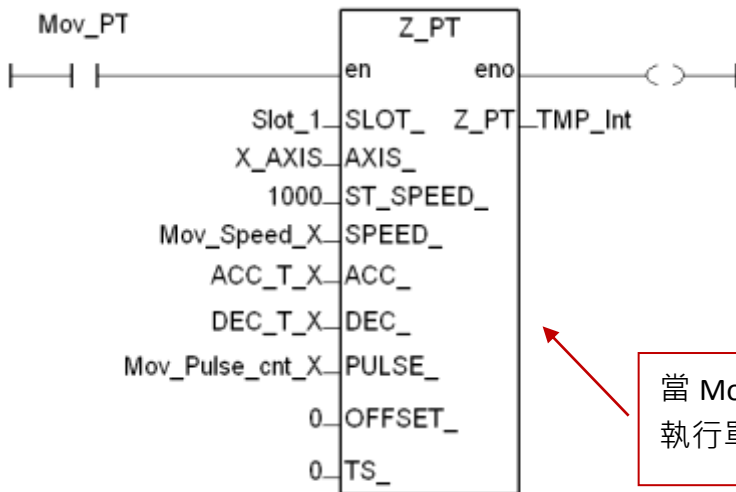 Mov_PT
Z_PT
en eno
Slot_1 SLOT_ Z_PT TMP_Int
X_AXIS AXIS_
1000 ST_SPEED_
Mov_Speed_X SPEED_
ACC_T_X ACC_
DEC_T_X DEC_
Mov_Pulse_cnt_X PULSE_
0 OFFSET_
0 TS_
當 Mo
執行